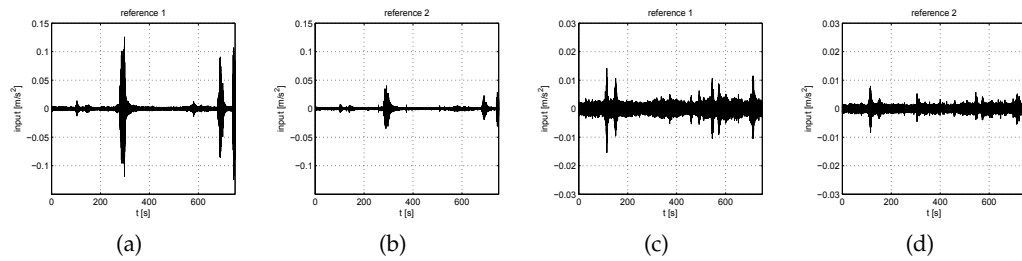 reference 1
0.15
0.1
0.05
0
−0.05
−0.1
input [m/s²]
0 200 400 600
t [s]
(a)
reference 2
0.15
0.1
0.05
0
−0.05
−0.1
input [m/s²]
0 200 400 600
t [s]
(b)
reference 1
0.03
0.02
0.01
0
−0.01
−0.02
−0.03
input [m/s²]
0 200 400 600
t [s]
(c)
reference 2
0.03
0.02
0.01
0
−0.01
−0.02
−0.03
input [m/s²]
0 200 400 600
t [s]
(d)